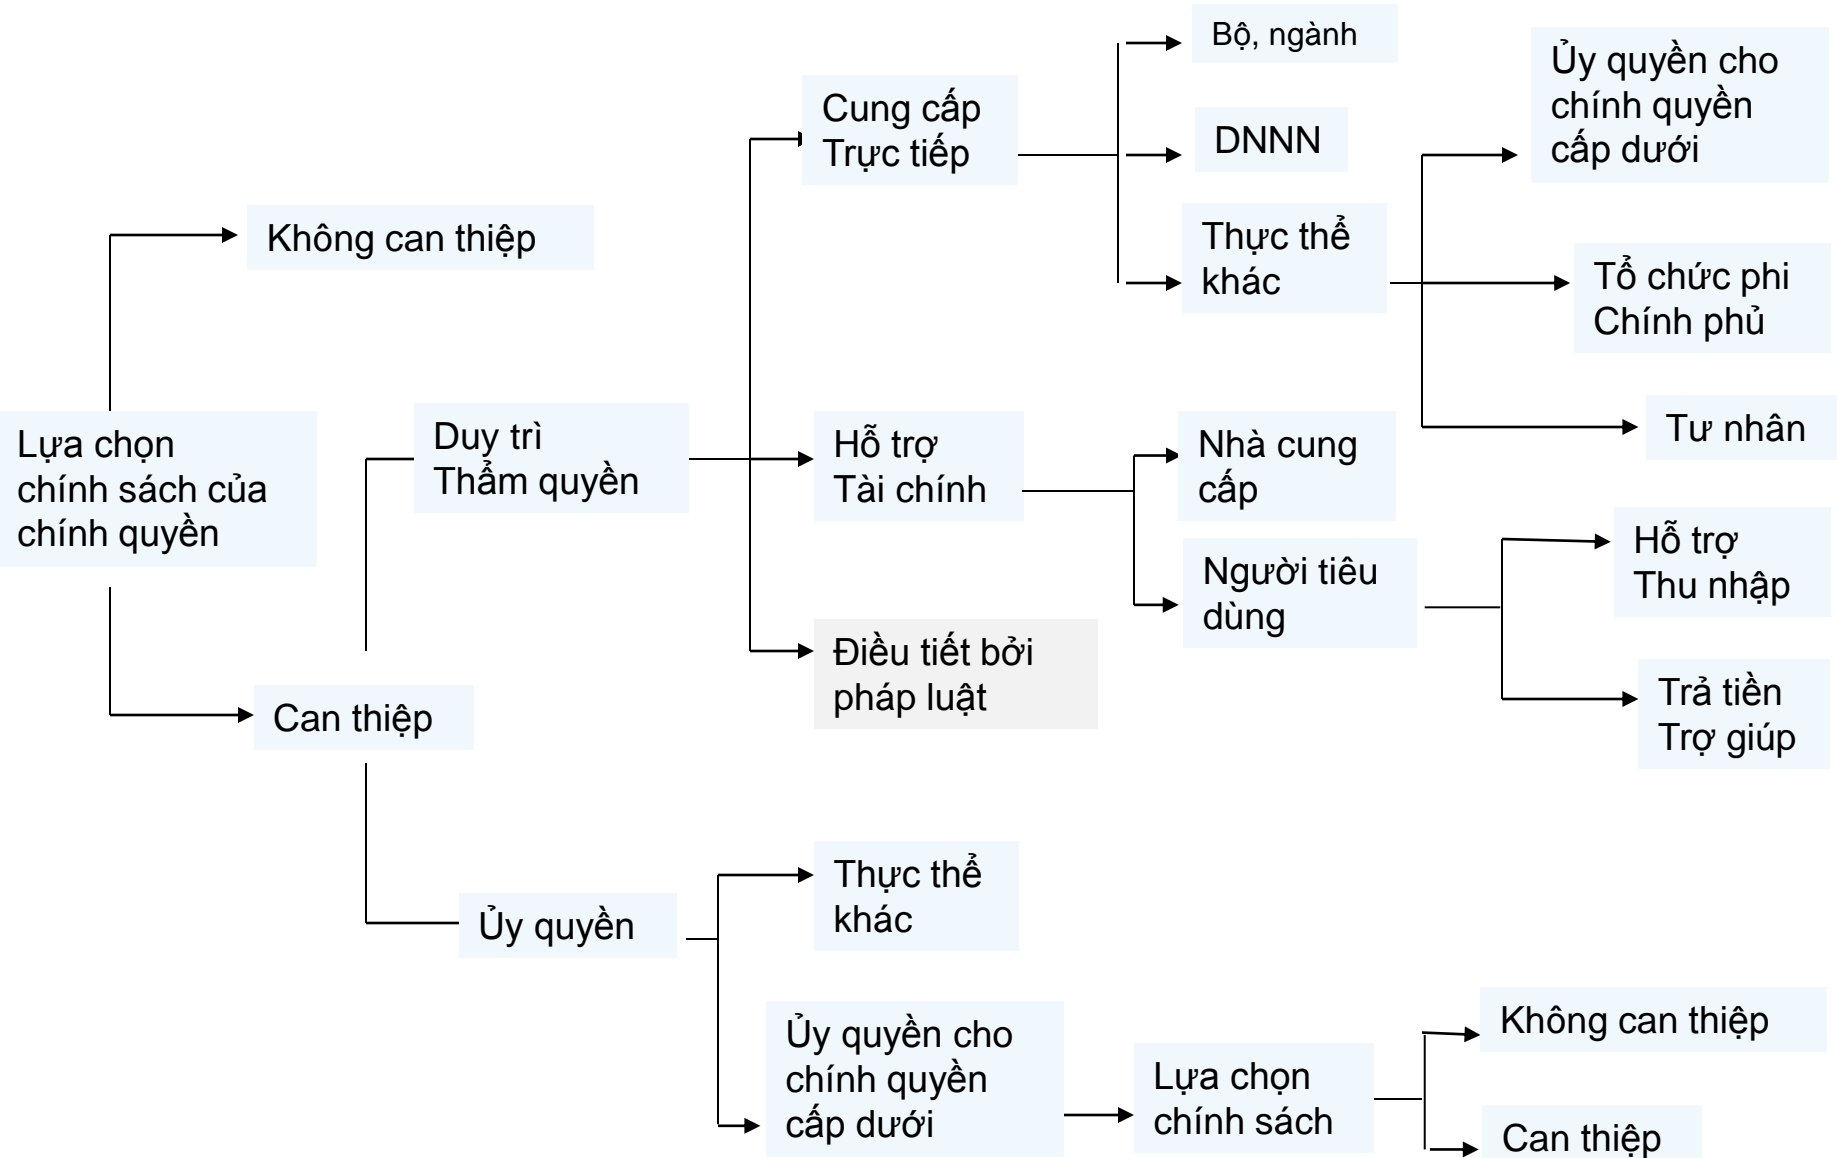 Bộ, ngành
Ủy quyền cho
chính quyền
cấp dưới
Cung cấp
Trực tiếp
DNNN
Không can thiệp
Thực thể
khác
Tổ chức phi
Chính phủ
Tư nhân
Lựa chọn
chính sách của
chính quyền
Duy trì
Thẩm quyền
Hỗ trợ
Tài chính
Nhà cung
cấp
Người tiêu
dùng
Hỗ trợ
Thu nhập
Điều tiết bởi
pháp luật
Trả tiền
Trợ giúp
Can thiệp
Ủy quyền
Thực thể
khác
Ủy quyền cho
chính quyền
cấp dưới
Lựa chọn
chính sách
Không can thiệp
Can thiệp